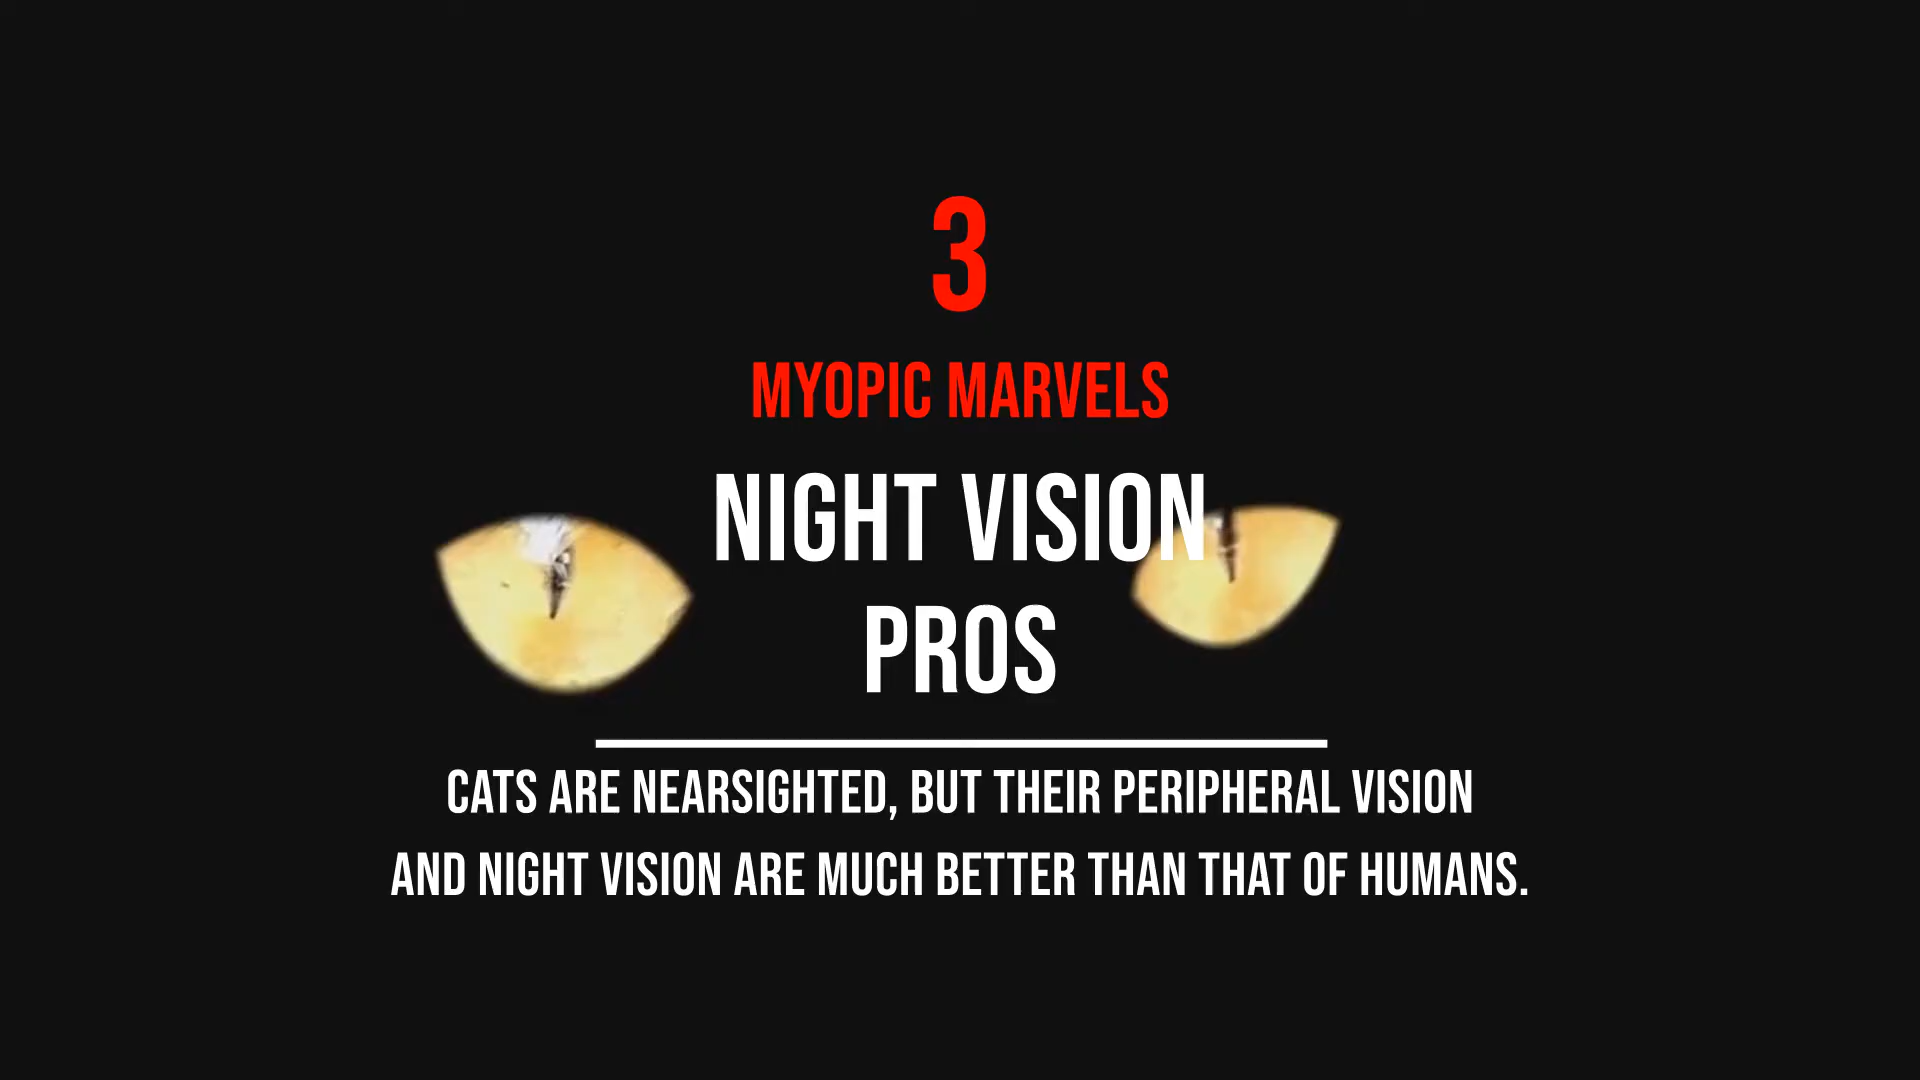 3
MYOPIC MARVELS
NIGHT VISION
PROS
CATS ARE NEARSIGHTED, BUT THEIR PERIPHERAL VISION
AND NIGHT VISION ARE MUCH BETTER THAN THAT OF HUMANS.